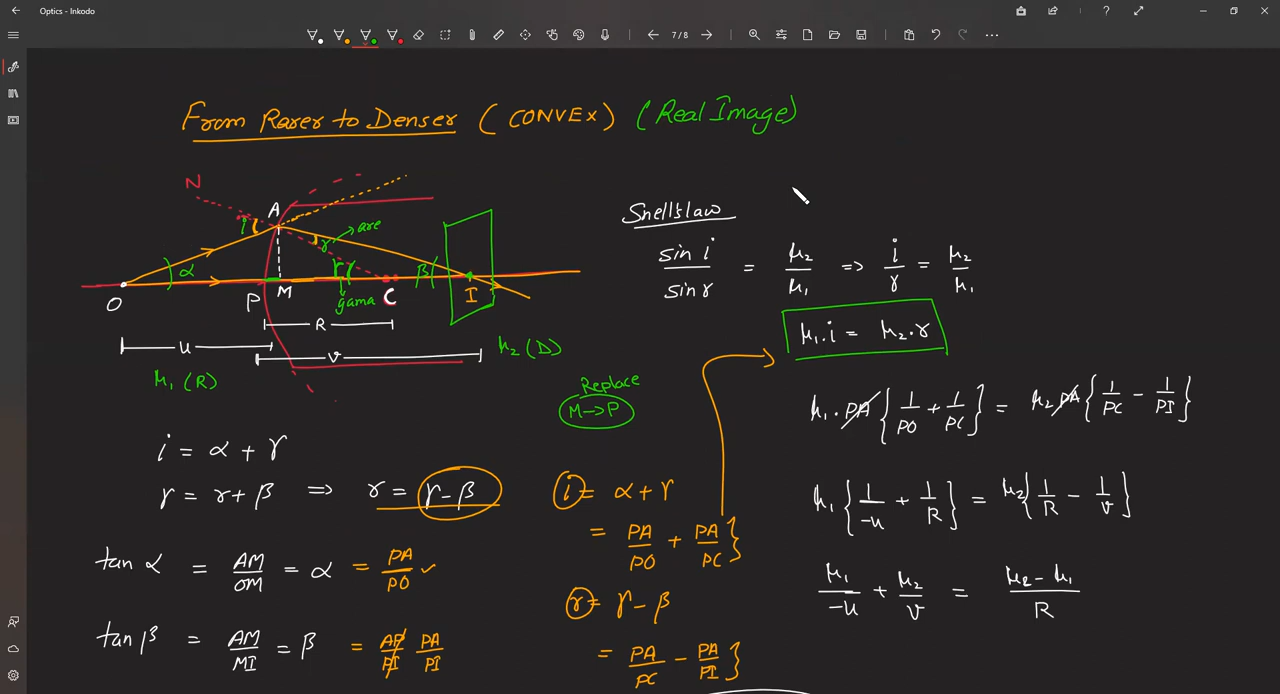 Optics - Inkodo
7/8
From Rarer to Denser (CONVEX) (Real Image)
N
A
i
r
are
α
γ
β
O
P
M
C
I
gama
R
u
v
μ₁ (R)
μ₂ (D)
Snell's law
sin i / sin r = μ₂ / μ₁ ⇒ i / r = μ₂ / μ₁
μ₁ · i = μ₂ · r
Replace
M → P
μ₁ · PA { 1/PO + 1/PC } = μ₂ PA { 1/PC - 1/PI }
μ₁ { 1/-u + 1/R } = μ₂ { 1/R - 1/v }
μ₁/-u + μ₂/v = μ₂ - μ₁ / R
i = α + γ
γ = r + β ⇒ r = γ - β
tan α = AM/OM = α = PA/PO ✓
tan β = AM/MI = β = AP/PI PA/PI
i = α + γ
= PA/PO + PA/PC }
r = γ - β
= PA/PC - PA/PI }